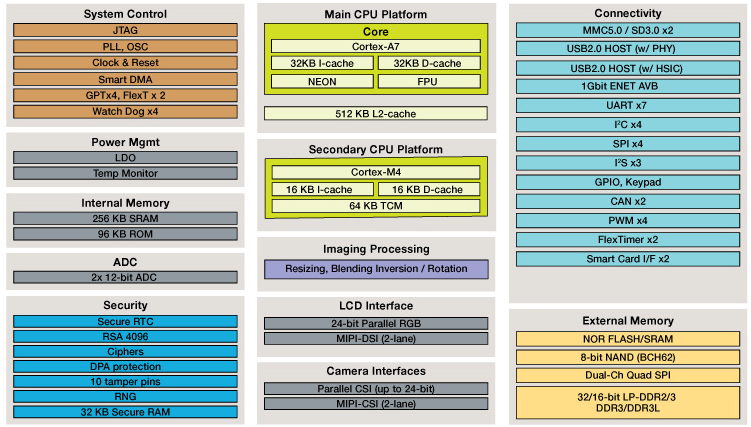 System Control
JTAG
PLL, OSC
Clock & Reset
Smart DMA
GPTx4, FlexT x 2
Watch Dog x4
Power Mgmt
LDO
Temp Monitor
Internal Memory
256 KB SRAM
96 KB ROM
ADC
2x 12-bit ADC
Security
Secure RTC
RSA 4096
Ciphers
DPA protection
10 tamper pins
RNG
32 KB Secure RAM
Main CPU Platform
Core
Cortex-A7
32KB I-cache
32KB D-cache
NEON
FPU
512 KB L2-cache
Secondary CPU Platform
Cortex-M4
16 KB I-cache
16 KB D-cache
64 KB TCM
Imaging Processing
Resizing, Blending Inversion / Rotation
LCD Interface
24-bit Parallel RGB
MIPI-DSI (2-lane)
Camera Interfaces
Parallel CSI (up to 24-bit)
MIPI-CSI (2-lane)
Connectivity
MMC5.0 / SD3.0 x2
USB2.0 HOST (w/ PHY)
USB2.0 HOST (w/ HSIC)
1Gbit ENET AVB
UART x7
I²C x4
SPI x4
I²S x3
GPIO, Keypad
CAN x2
PWM x4
FlexTimer x2
Smart Card I/F x2
External Memory
NOR FLASH/SRAM
8-bit NAND (BCH62)
Dual-Ch Quad SPI
32/16-bit LP-DDR2/3
DDR3/DDR3L